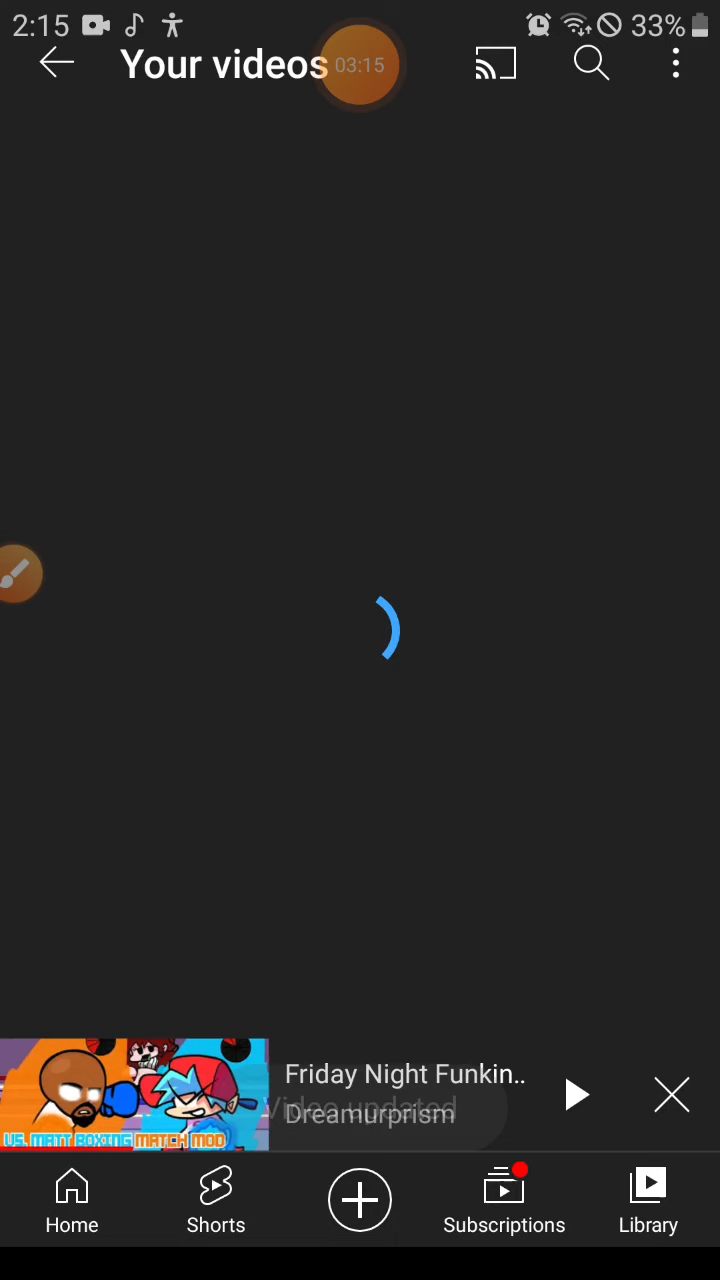 2:15
33%
Your videos
03:15
Friday Night Funkin..
Video updated
Dreamurprism
VS. MATT BOXING MATCH MOD
Home
Shorts
Subscriptions
Library